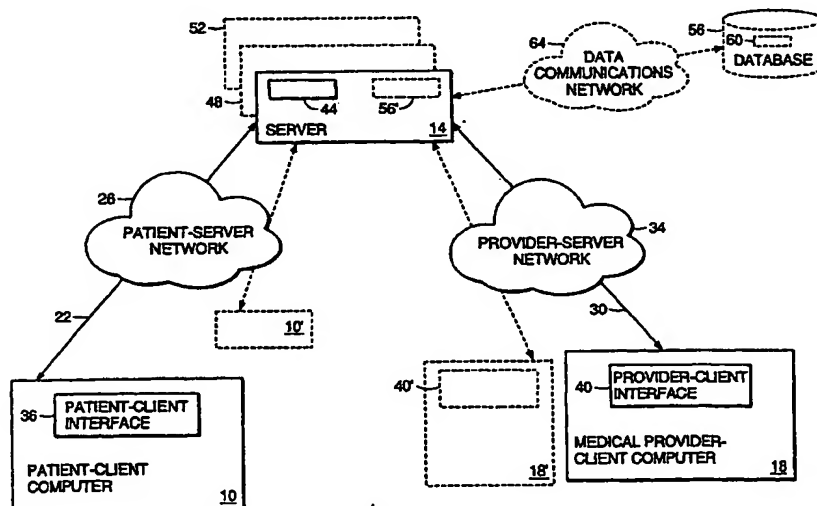 52
48
44
56'
SERVER
14
64
DATA
COMMUNICATIONS
NETWORK
56
60
DATABASE
26
PATIENT-SERVER
NETWORK
PROVIDER-SERVER
NETWORK
34
22
10'
30
36
PATIENT-CLIENT
INTERFACE
PATIENT-CLIENT
COMPUTER
10
40'
18'
40
PROVIDER-CLIENT
INTERFACE
MEDICAL PROVIDER-
CLIENT COMPUTER
18